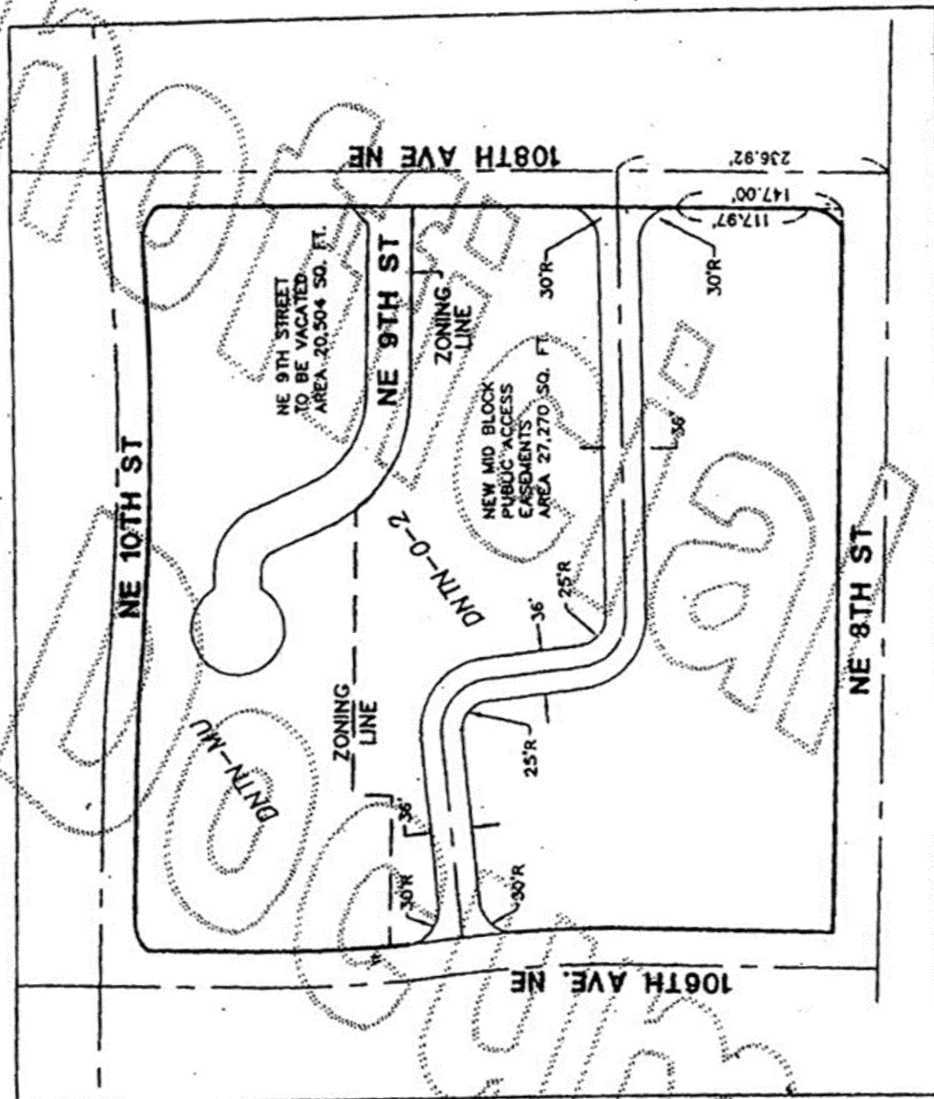 108TH AVE NE
236.92'
147.00'
117.97'
NE 9TH STREET
TO BE VACATED
AREA 20,504 SQ. FT.
NE 9TH ST
ZONING
LINE
30'R
30'R
NE 10TH ST
NEW MID BLOCK
PUBLIC ACCESS
EASEMENTS
AREA 27,270 SQ. FT.
36'
DNTN-O-2
25'R
36'
NE 8TH ST
ZONING
LINE
25'R
DNTN-MU
36'
30'R
30'R
106TH AVE. NE